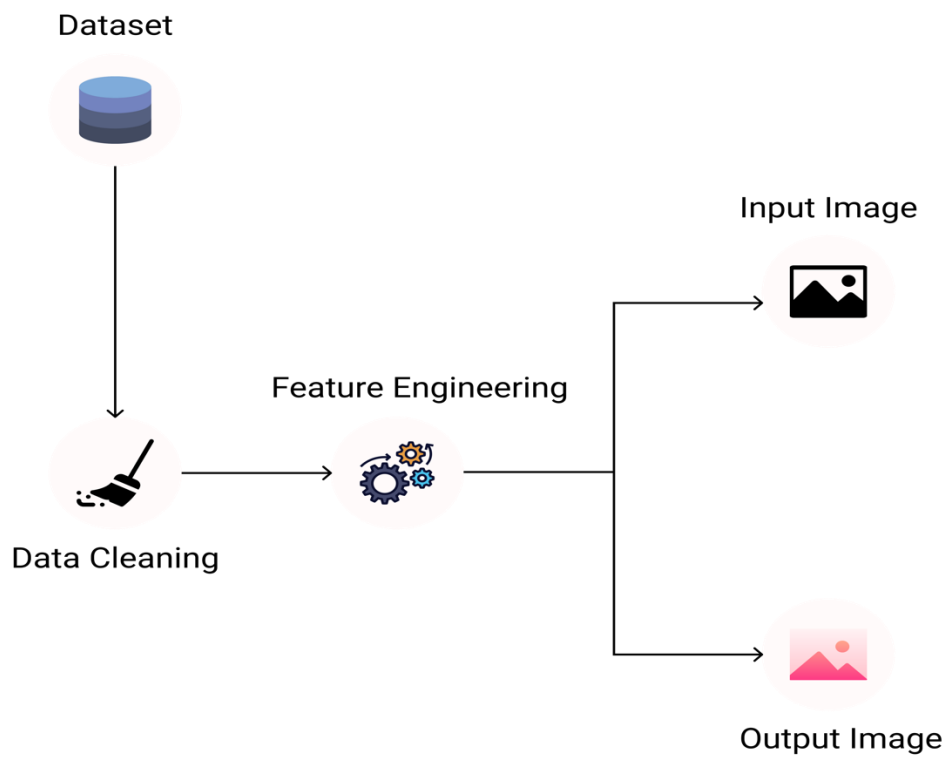 Dataset
Input Image
Feature Engineering
Data Cleaning
Output Image